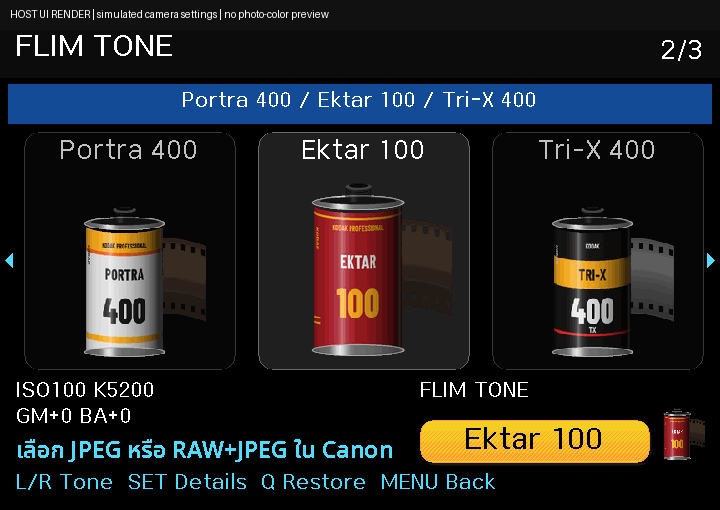 HOST UI RENDER | simulated camera settings | no photo-color preview
FLIM TONE
2/3
Portra 400 / Ektar 100 / Tri-X 400
Portra 400
Ektar 100
Tri-X 400
KODAK PROFESSIONAL
PORTRA
400
KODAK PROFESSIONAL
EKTAR
100
KODAK
TRI-X
400
TX
ISO100 K5200
GM+0 BA+0
FLIM TONE
Ektar 100
เลือก JPEG หรือ RAW+JPEG ใน Canon
L/R Tone SET Details Q Restore MENU Back
100